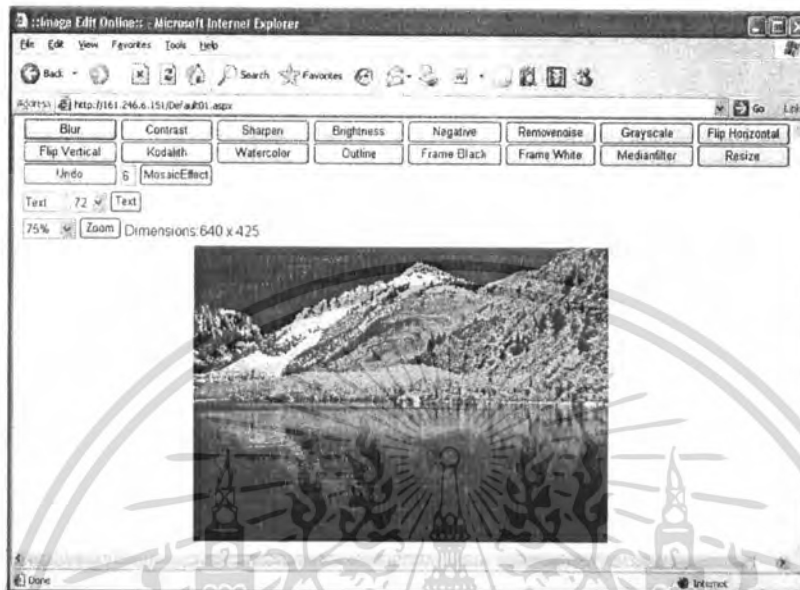 ::Image Edit Online:: - Microsoft Internet Explorer
File Edit View Favorites Tools Help
Back Search Favorites
Address http://161.246.6.151/Default01.aspx Go
Blur Contrast Sharpen Brightness Negative Removenoise Grayscale Flip Horizontal
Flip Vertical Kodalith Watercolor Outline Frame Black Frame White Medianfilter Resize
Undo 6 MosaicEffect
Text 72 Text
75% Zoom Dimensions:640 x 425
Done Internet